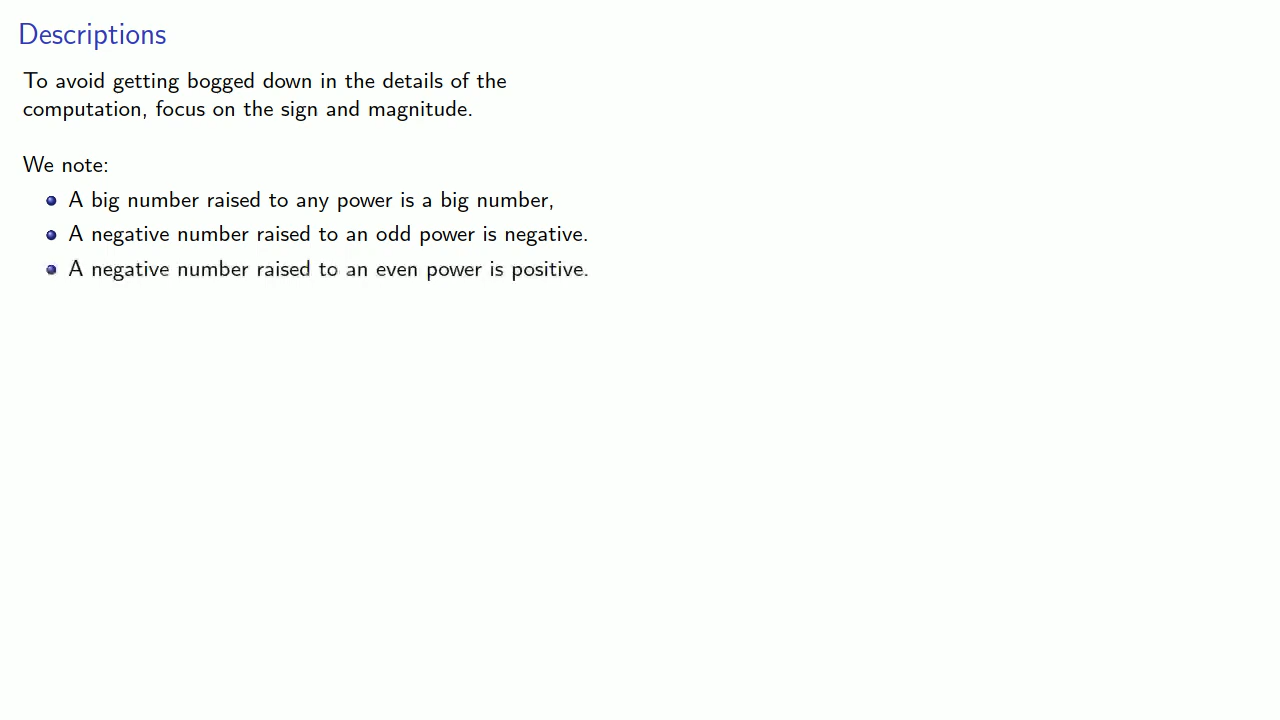 Descriptions
To avoid getting bogged down in the details of the
computation, focus on the sign and magnitude.
We note:
A big number raised to any power is a big number,
A negative number raised to an odd power is negative.
A negative number raised to an even power is positive.